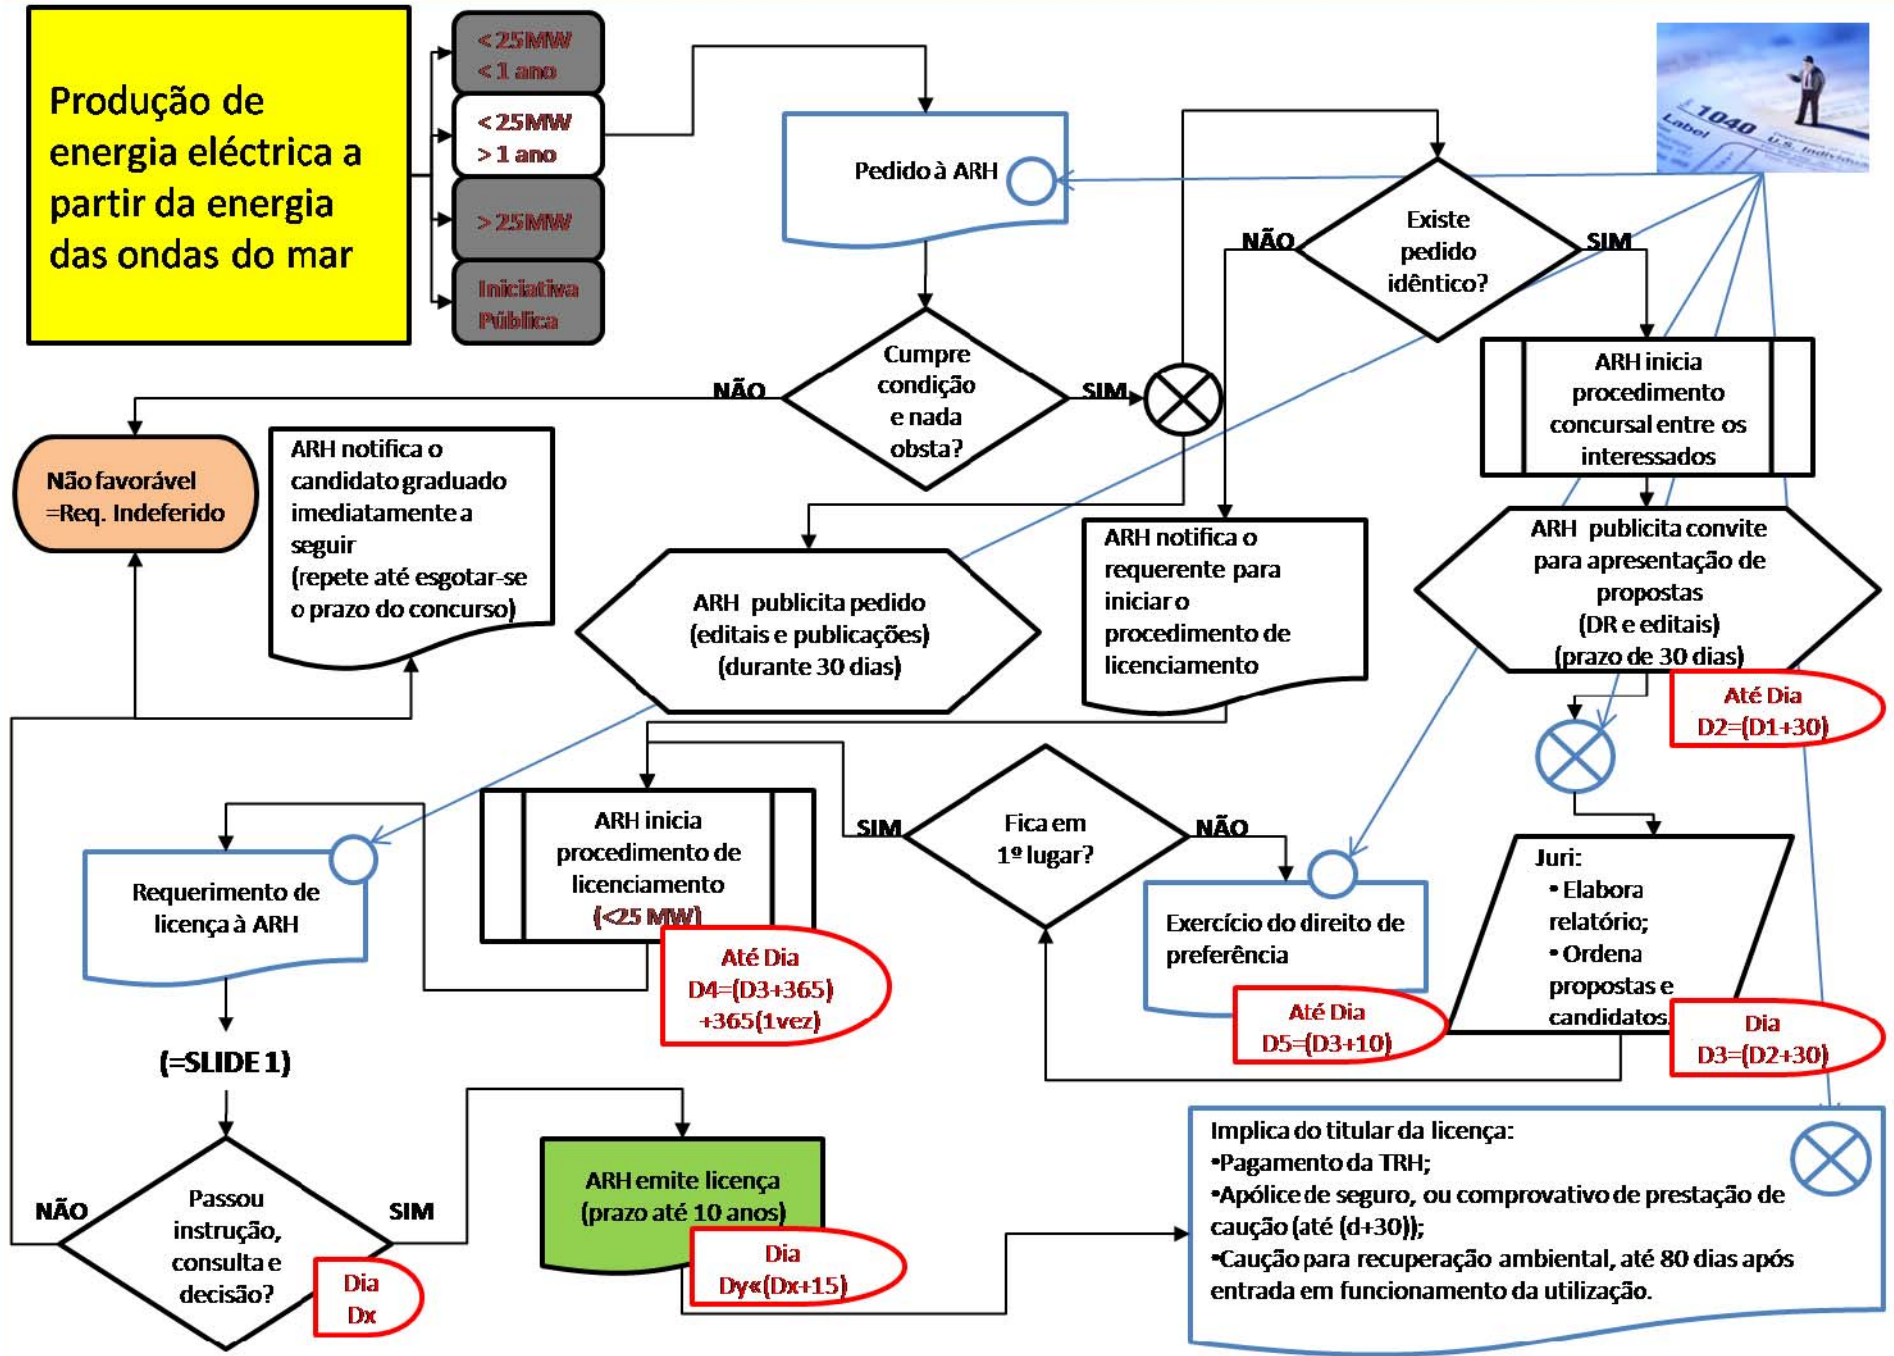 Produção de
energia eléctrica a
partir da energia
das ondas do mar
< 25MW
< 1 ano
< 25MW
> 1 ano
> 25MW
Iniciativa
Pública
Pedido à ARH
1040
Label
U.S. Individu
Existe
pedido
idêntico?
NÃO
SIM
Cumpre
condição
e nada
obsta?
NÃO
SIM
ARH inicia
procedimento
concursal entre os
interessados
Não favorável
=Req. Indeferido
ARH notifica o
candidato graduado
imediatamente a
seguir
(repete até esgotar-se
o prazo do concurso)
ARH publicita pedido
(editais e publicações)
(durante 30 dias)
ARH notifica o
requerente para
iniciar o
procedimento de
licenciamento
ARH publicita convite
para apresentação de
propostas
(DR e editais)
(prazo de 30 dias)
Até Dia
D2=(D1+30)
Requerimento de
licença à ARH
ARH inicia
procedimento de
licenciamento
(<25 MW)
Até Dia
D4=(D3+365)
+365(1vez)
SIM
Fica em
1º lugar?
NÃO
Exercício do direito de
preferência
Até Dia
D5=(D3+10)
Juri:
• Elabora
relatório;
• Ordena
propostas e
candidatos.
Dia
D3=(D2+30)
(=SLIDE 1)
NÃO
Passou
instrução,
consulta e
decisão?
SIM
Dia
Dx
ARH emite licença
(prazo até 10 anos)
Dia
Dy«(Dx+15)
Implica do titular da licença:
•Pagamento da TRH;
•Apólice de seguro, ou comprovativo de prestação de
caução (até (d+30));
•Caução para recuperação ambiental, até 80 dias após
entrada em funcionamento da utilização.